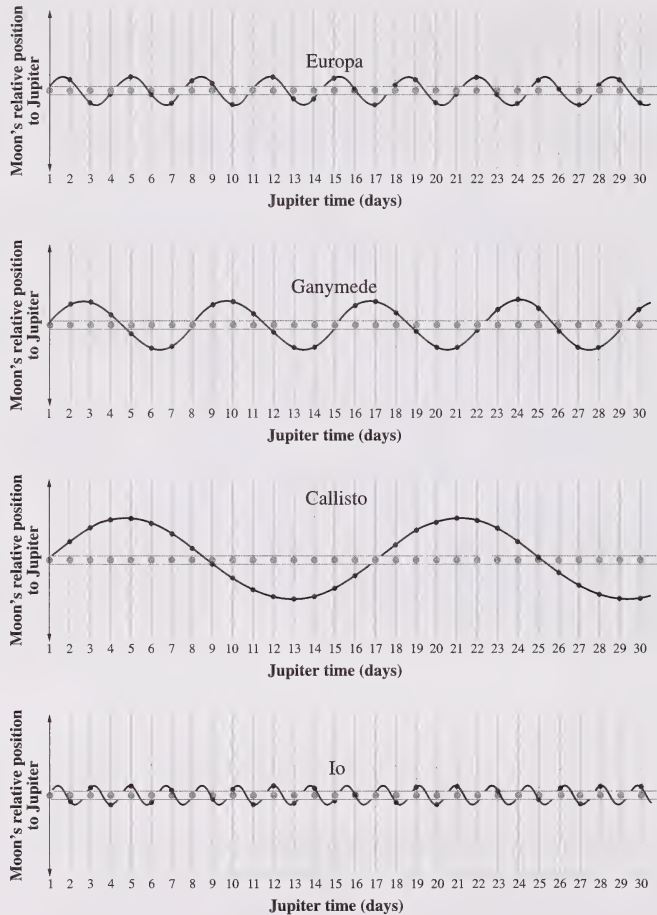 Moon's relative position
to Jupiter
Europa
1 2 3 4 5 6 7 8 9 10 11 12 13 14 15 16 17 18 19 20 21 22 23 24 25 26 27 28 29 30
Jupiter time (days)
Moon's relative position
to Jupiter
Ganymede
1 2 3 4 5 6 7 8 9 10 11 12 13 14 15 16 17 18 19 20 21 22 23 24 25 26 27 28 29 30
Jupiter time (days)
Moon's relative position
to Jupiter
Callisto
1 2 3 4 5 6 7 8 9 10 11 12 13 14 15 16 17 18 19 20 21 22 23 24 25 26 27 28 29 30
Jupiter time (days)
Moon's relative position
to Jupiter
Io
1 2 3 4 5 6 7 8 9 10 11 12 13 14 15 16 17 18 19 20 21 22 23 24 25 26 27 28 29 30
Jupiter time (days)